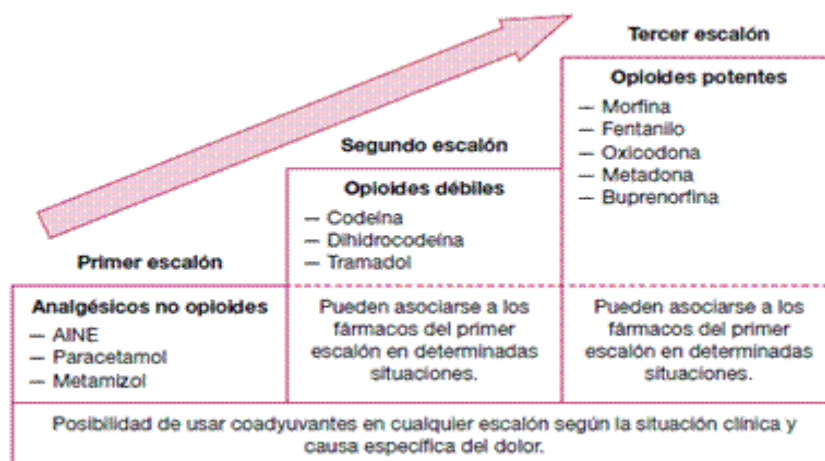 Tercer escalón
Opioides potentes
— Morfina
— Fentanilo
— Oxicodona
— Metadona
— Buprenorfina
Segundo escalón
Opioides débiles
— Codeína
— Dihidrocodeína
— Tramadol
Primer escalón
Analgésicos no opioides
— AINE
— Paracetamol
— Metamizol
Pueden asociarse a los
fármacos del primer
escalón en determinadas
situaciones.
Pueden asociarse a los
fármacos del primer
escalón en determinadas
situaciones.
Posibilidad de usar coadyuvantes en cualquier escalón según la situación clínica y
causa específica del dolor.